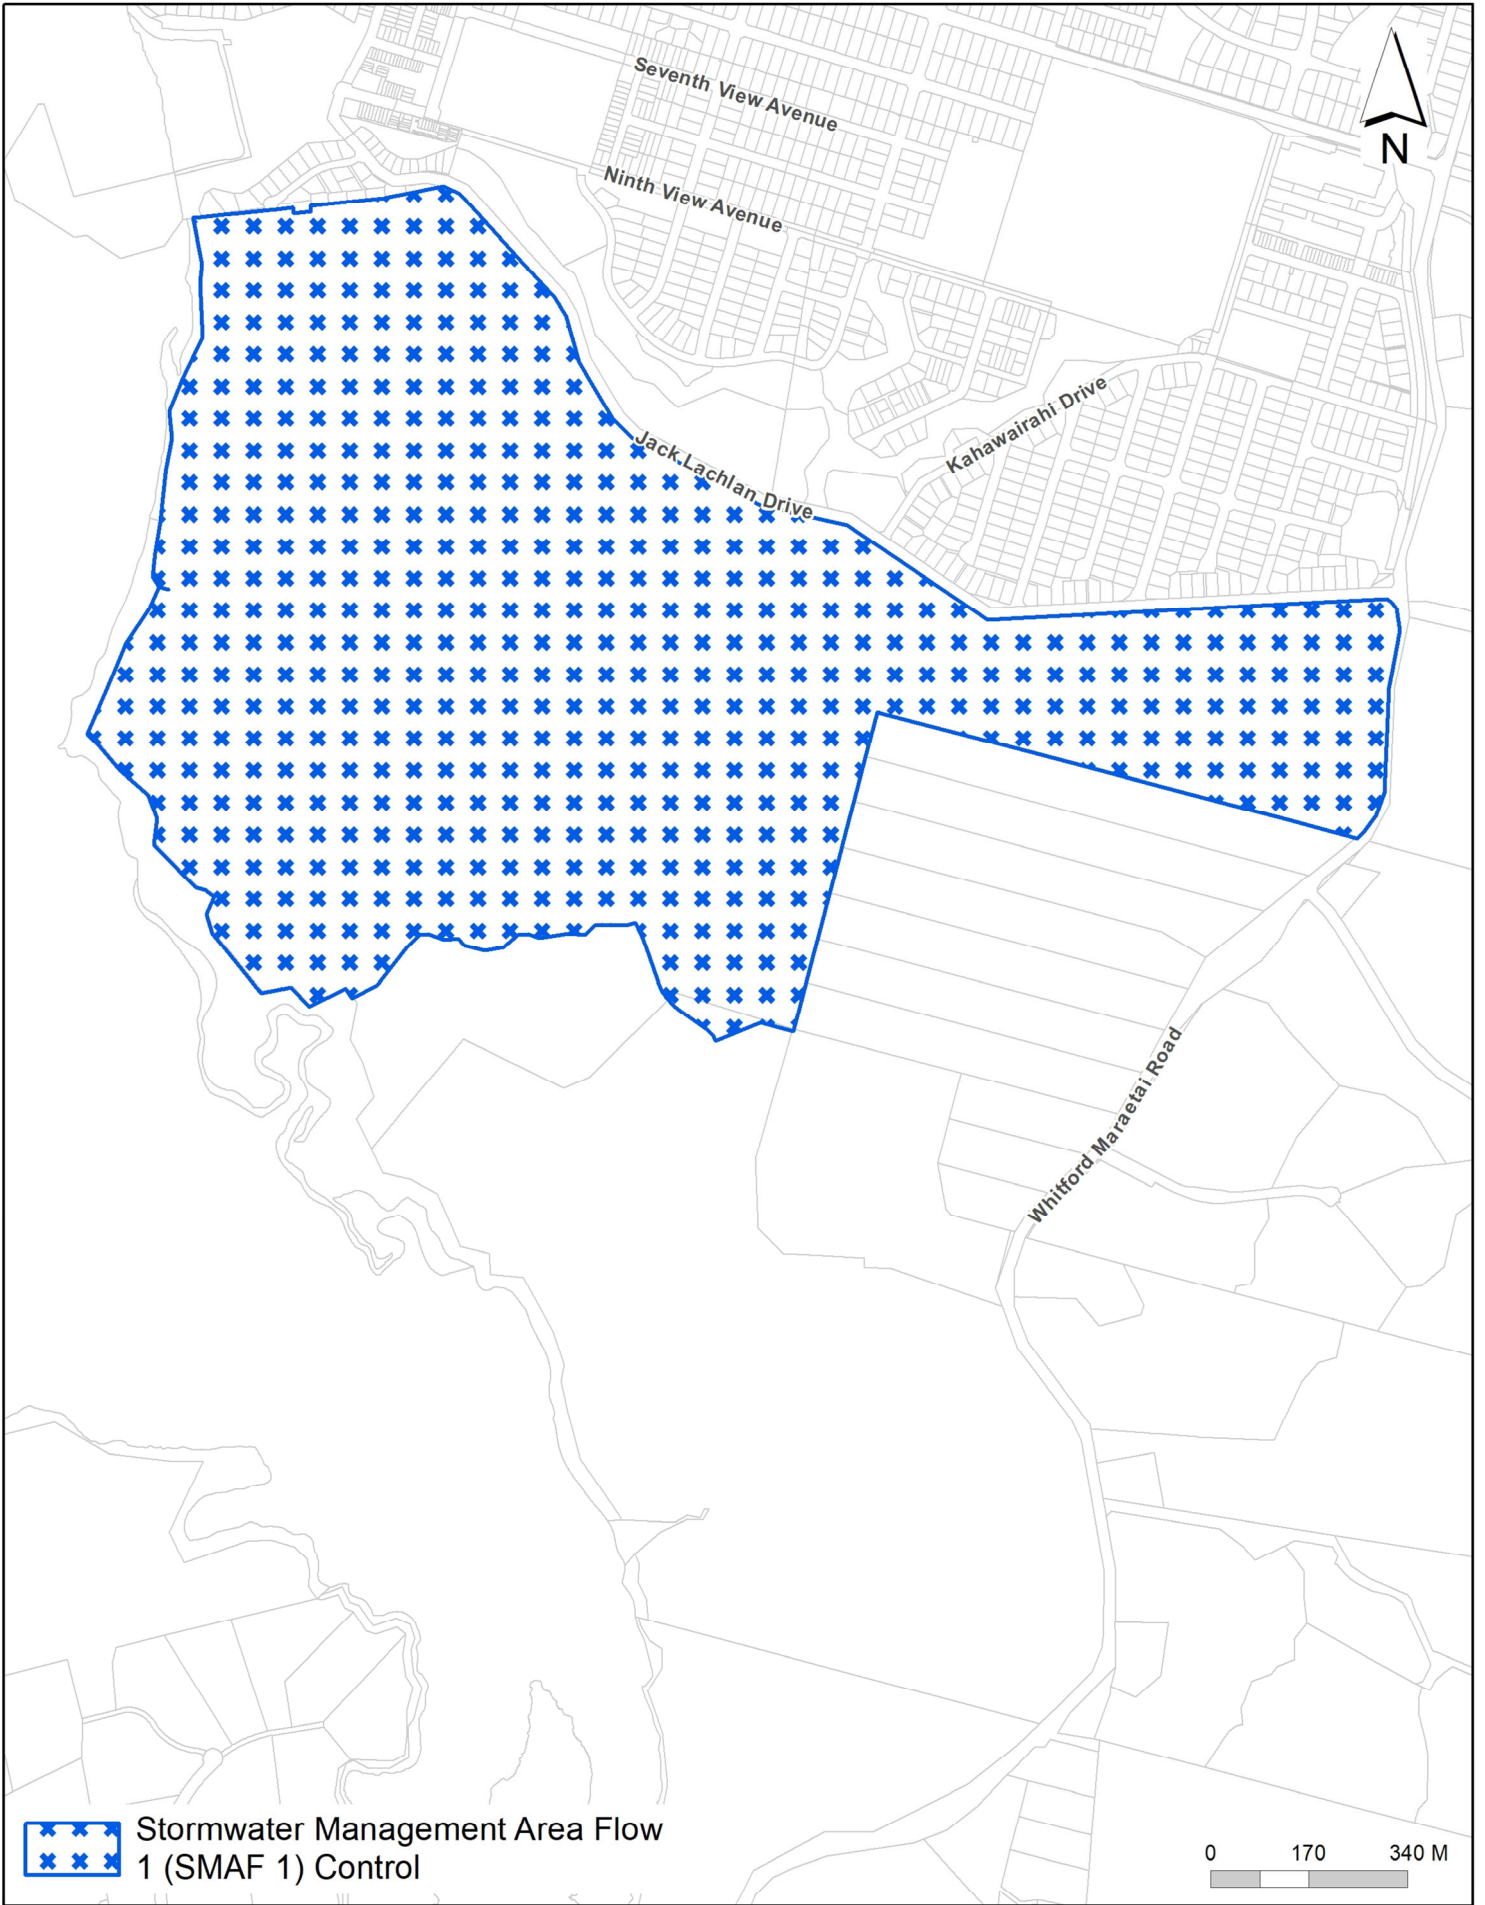 Seventh View Avenue
N
Ninth View Avenue
Kahawairahi Drive
Jack Lachlan Drive
Whitford Maraetai Road
Stormwater Management Area Flow
1 (SMAF 1) Control
0 170 340 M